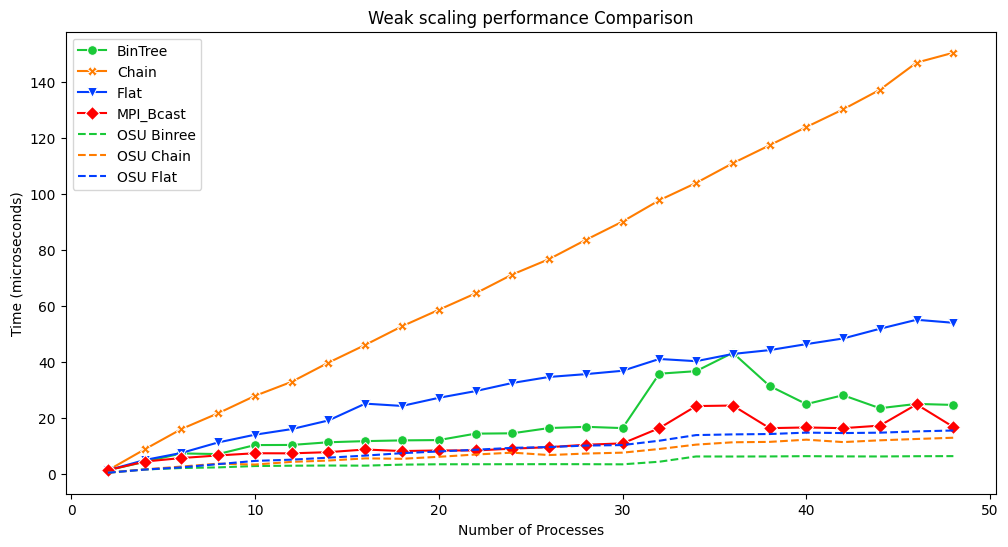 Weak scaling performance Comparison
BinTree
Chain
Flat
MPI_Bcast
OSU Binree
OSU Chain
OSU Flat
Time (microseconds)
140
120
100
80
60
40
20
0
0 10 20 30 40 50
Number of Processes